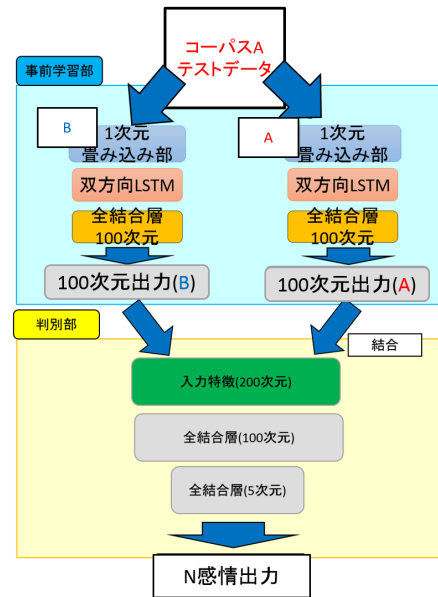 コーパスA
テストデータ
事前学習部
B
1次元
畳み込み部
双方向LSTM
全結合層
100次元
100次元出力(B)
A
1次元
畳み込み部
双方向LSTM
全結合層
100次元
100次元出力(A)
判別部
結合
入力特徴(200次元)
全結合層(100次元)
全結合層(5次元)
N感情出力